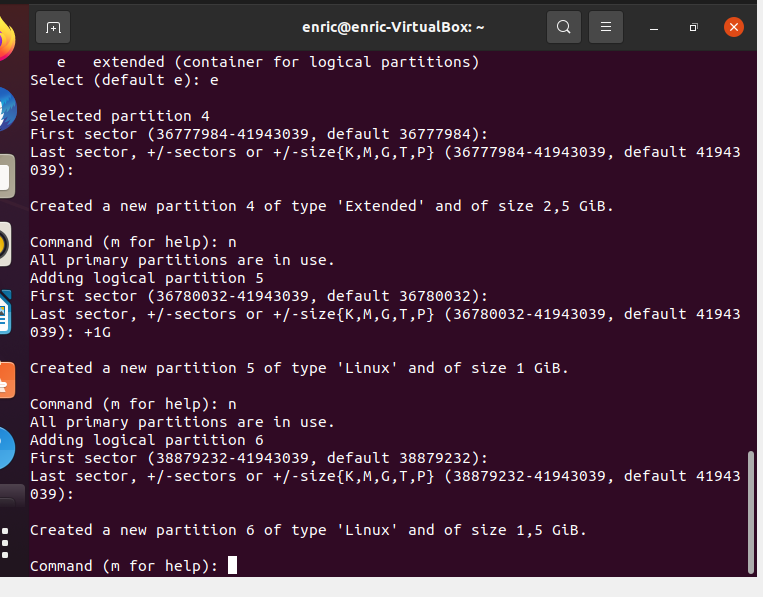 enric@enric-VirtualBox: ~
e   extended (container for logical partitions)
Select (default e): e
Selected partition 4
First sector (36777984-41943039, default 36777984):
Last sector, +/-sectors or +/-size{K,M,G,T,P} (36777984-41943039, default 41943
039):
Created a new partition 4 of type 'Extended' and of size 2,5 GiB.
Command (m for help): n
All primary partitions are in use.
Adding logical partition 5
First sector (36780032-41943039, default 36780032):
Last sector, +/-sectors or +/-size{K,M,G,T,P} (36780032-41943039, default 41943
039): +1G
Created a new partition 5 of type 'Linux' and of size 1 GiB.
Command (m for help): n
All primary partitions are in use.
Adding logical partition 6
First sector (38879232-41943039, default 38879232):
Last sector, +/-sectors or +/-size{K,M,G,T,P} (38879232-41943039, default 41943
039):
Created a new partition 6 of type 'Linux' and of size 1,5 GiB.
Command (m for help):